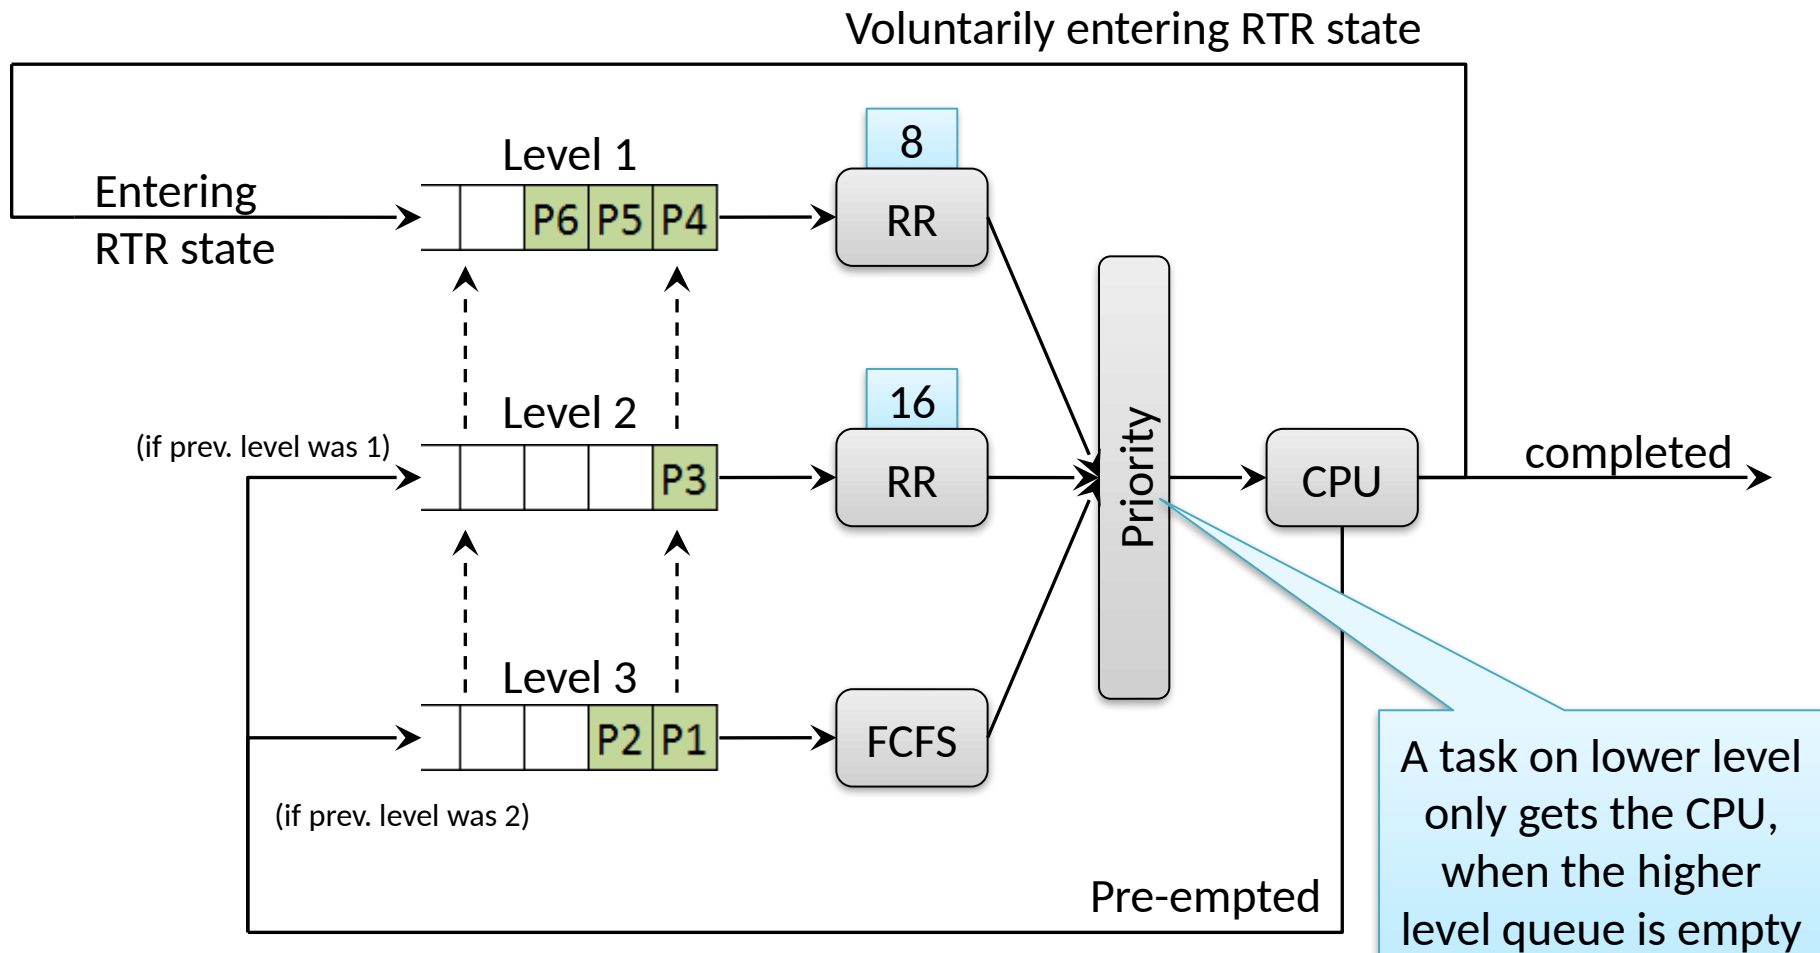 Voluntarily entering RTR state
8
Level 1
Entering
RTR state
P6 P5 P4
RR
16
Level 2
(if prev. level was 1)
P3
RR
Priority
CPU
completed
Level 3
P2 P1
FCFS
(if prev. level was 2)
Pre-empted
A task on lower level
only gets the CPU,
when the higher
level queue is empty